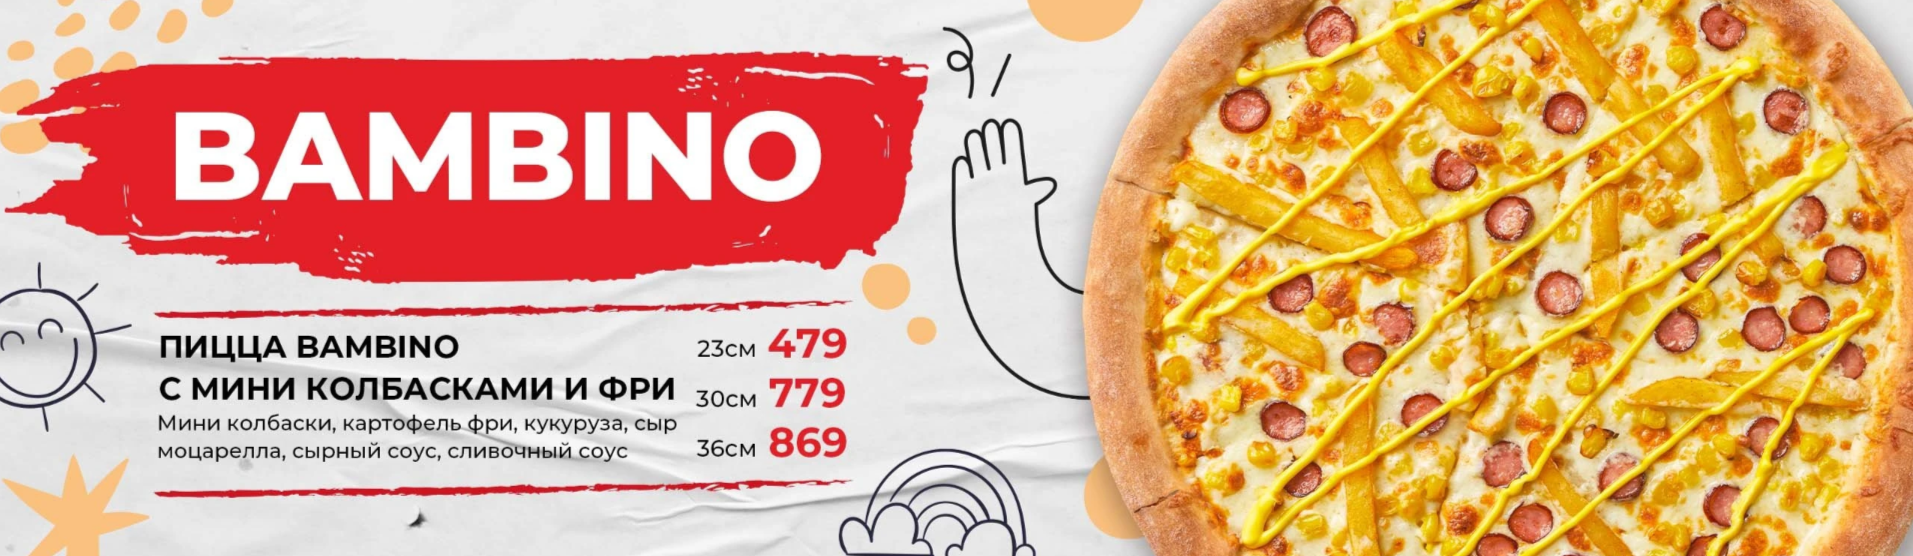 BAMBINO
ПИЦЦА BAMBINO
С МИНИ КОЛБАСКАМИ И ФРИ
Мини колбаски, картофель фри, кукуруза, сыр
моцарелла, сырный соус, сливочный соус
23см 479
30см 779
36см 869